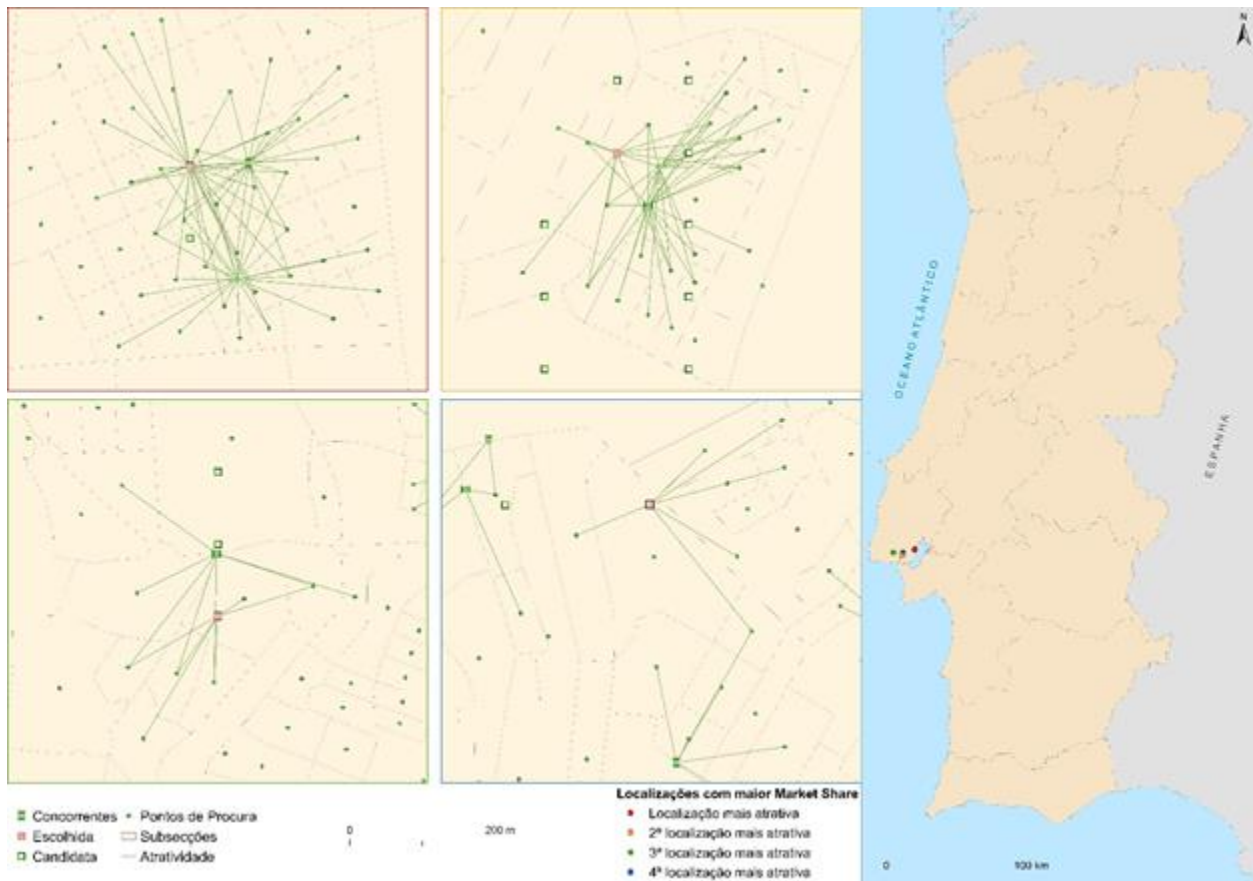 N
OCEANO ATLÂNTICO
ESPANHA
Concorrentes
Pontos de Procura
Escolhida
Subsecções
Candidata
Atratividade
0 200 m
Localizações com maior Market Share
Localização mais atrativa
2ª localização mais atrativa
3ª localização mais atrativa
4ª localização mais atrativa
0 100 km